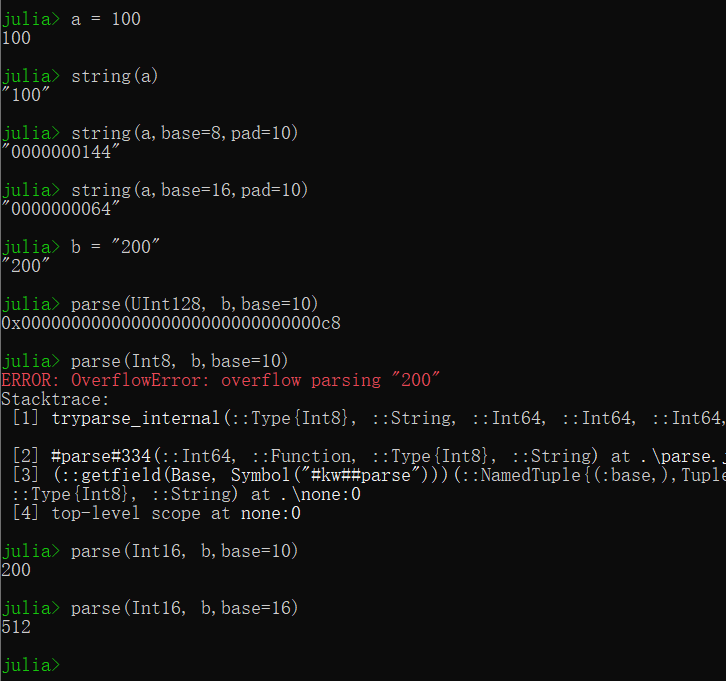 julia> a = 100
100
julia> string(a)
"100"
julia> string(a,base=8,pad=10)
"0000000144"
julia> string(a,base=16,pad=10)
"0000000064"
julia> b = "200"
"200"
julia> parse(UInt128, b,base=10)
0x000000000000000000000000000000c8
julia> parse(Int8, b,base=10)
ERROR: OverflowError: overflow parsing "200"
Stacktrace:
[1] tryparse_internal(::Type{Int8}, ::String, ::Int64, ::Int64, ::Int64,
[2] #parse#334(::Int64, ::Function, ::Type{Int8}, ::String) at .\parse.j
[3] (::getfield(Base, Symbol("#kw##parse")))(::NamedTuple{(:base,),Tuple
::Type{Int8}, ::String) at .\none:0
[4] top-level scope at none:0
julia> parse(Int16, b,base=10)
200
julia> parse(Int16, b,base=16)
512
julia>